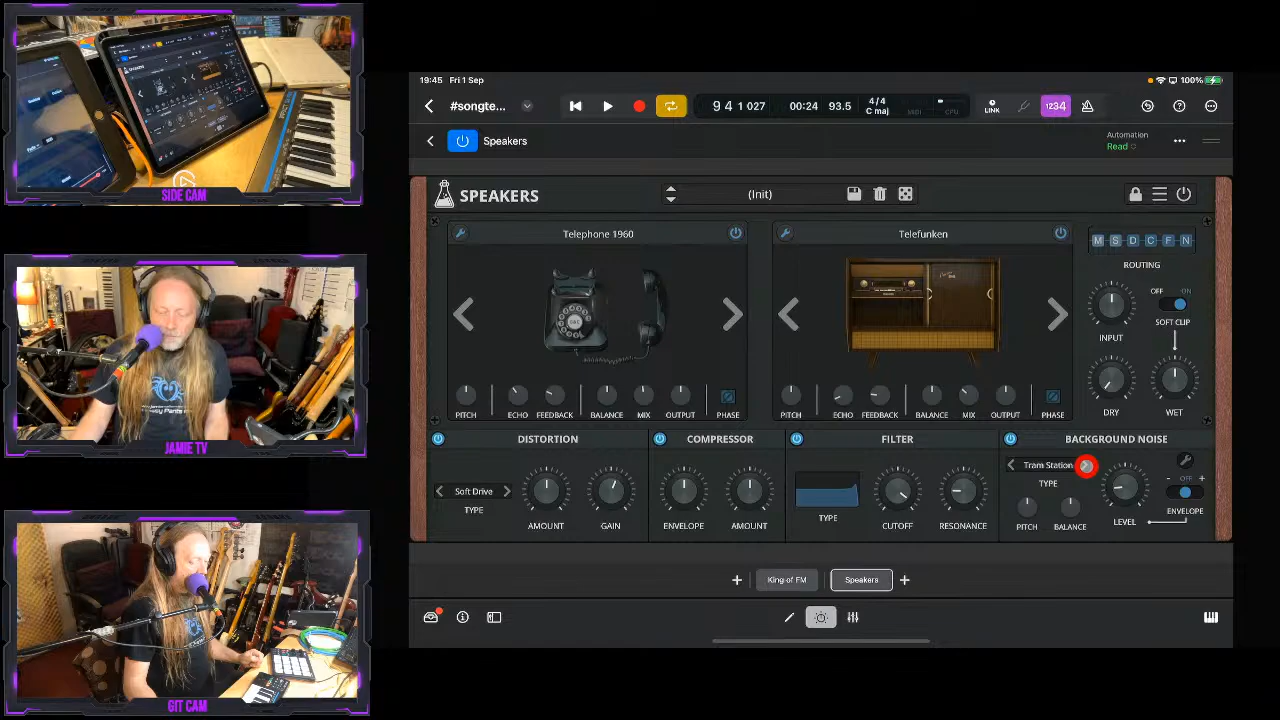 SIDE CAM
JAMIE TV
GIT CAM
19:45 Fri 1 Sep
100%
#songte...
9 4 1 027
00:24
93.5
4/4
C maj
MIDI
CPU
LINK
1234
Speakers
Automation
Read
SPEAKERS
(Init)
Telephone 1960
PITCH
ECHO
FEEDBACK
BALANCE
MIX
OUTPUT
PHASE
Telefunken
PITCH
ECHO
FEEDBACK
BALANCE
MIX
OUTPUT
PHASE
M S D C F N
ROUTING
OFF ON
INPUT
SOFT CLIP
DRY
WET
DISTORTION
Soft Drive
TYPE
AMOUNT
GAIN
COMPRESSOR
ENVELOPE
AMOUNT
FILTER
TYPE
CUTOFF
RESONANCE
BACKGROUND NOISE
Tram Station
TYPE
PITCH
BALANCE
LEVEL
- OFF +
ENVELOPE
+ King of FM Speakers +